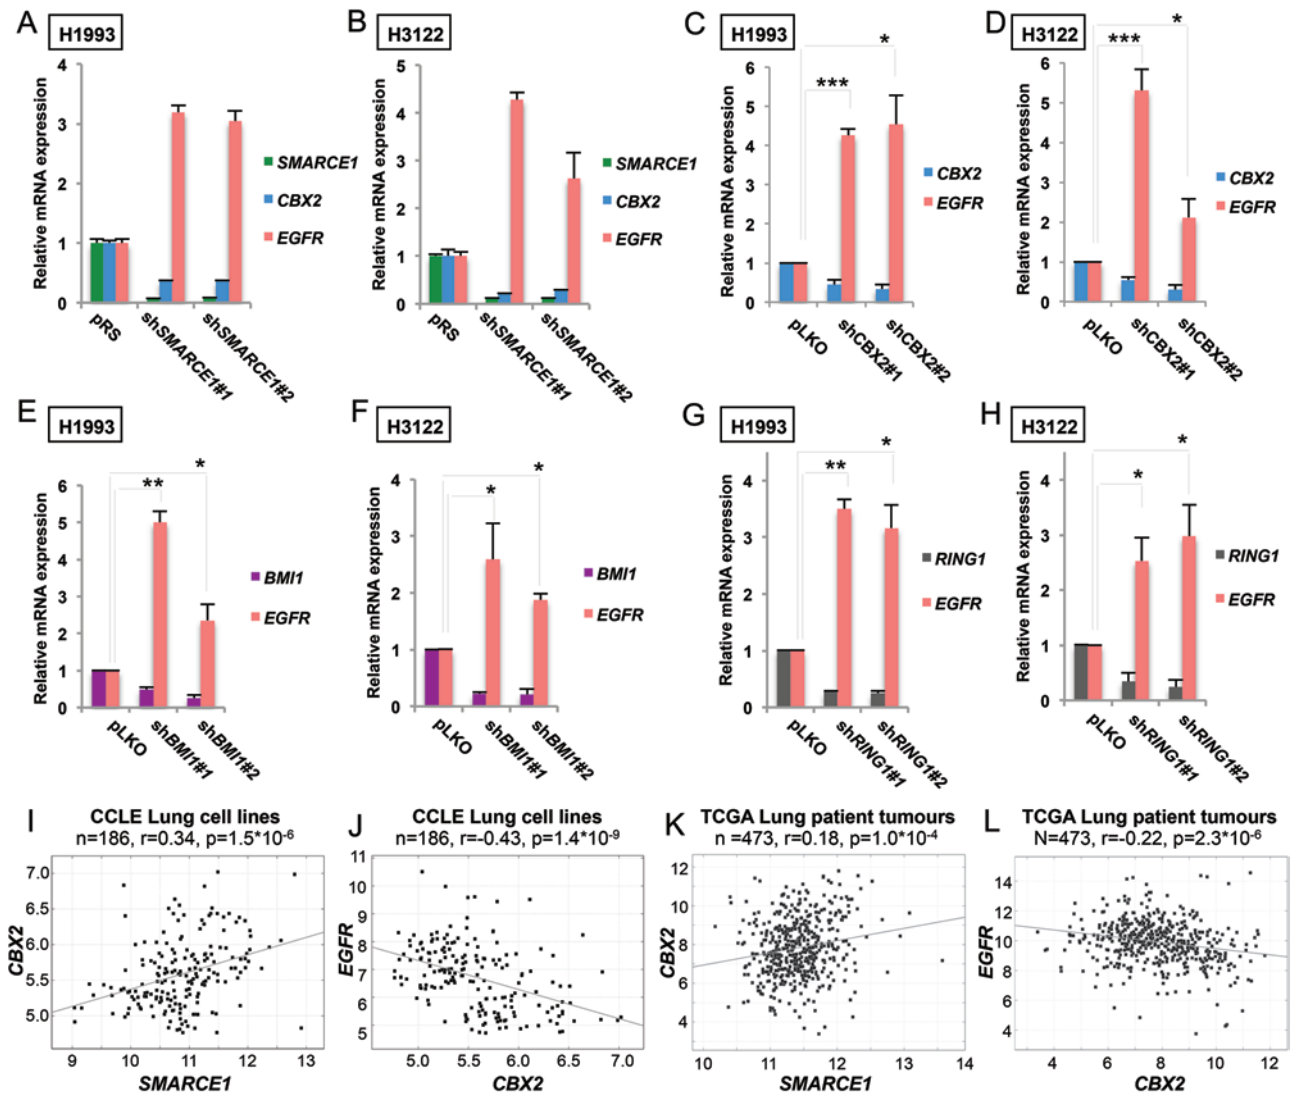 A
H1993
Relative mRNA expression
4
3
2
1
0
pRS
shSMARCE1#1
shSMARCE1#2
SMARCE1
CBX2
EGFR
B
H3122
Relative mRNA expression
5
4
3
2
1
0
pRS
shSMARCE1#1
shSMARCE1#2
SMARCE1
CBX2
EGFR
C
H1993
Relative mRNA expression
6
5
4
3
2
1
0
***
*
pLKO
shCBX2#1
shCBX2#2
CBX2
EGFR
D
H3122
Relative mRNA expression
6
5
4
3
2
1
0
***
*
pLKO
shCBX2#1
shCBX2#2
CBX2
EGFR
E
H1993
Relative mRNA expression
6
5
4
3
2
1
0
**
*
pLKO
shBMI1#1
shBMI1#2
BMI1
EGFR
F
H3122
Relative mRNA expression
4
3
2
1
0
*
*
pLKO
shBMI1#1
shBMI1#2
BMI1
EGFR
G
H1993
Relative mRNA expression
4
3
2
1
0
**
*
pLKO
shRING1#1
shRING1#2
RING1
EGFR
H
H3122
Relative mRNA expression
4
3
2
1
0
*
*
pLKO
shRING1#1
shRING1#2
RING1
EGFR
I
CCLE Lung cell lines
n=186, r=0.34, p=1.5*10-6
CBX2
7.0
6.5
6.0
5.5
5.0
9 10 11 12 13
SMARCE1
J
CCLE Lung cell lines
n=186, r=-0.43, p=1.4*10-9
EGFR
11
10
9
8
7
6
5
5.0 5.5 6.0 6.5 7.0
CBX2
K
TCGA Lung patient tumours
n =473, r=0.18, p=1.0*10-4
CBX2
12
10
8
6
4
10 11 12 13 14
SMARCE1
L
TCGA Lung patient tumours
N=473, r=-0.22, p=2.3*10-6
EGFR
14
12
10
8
6
4
4 6 8 10 12
CBX2